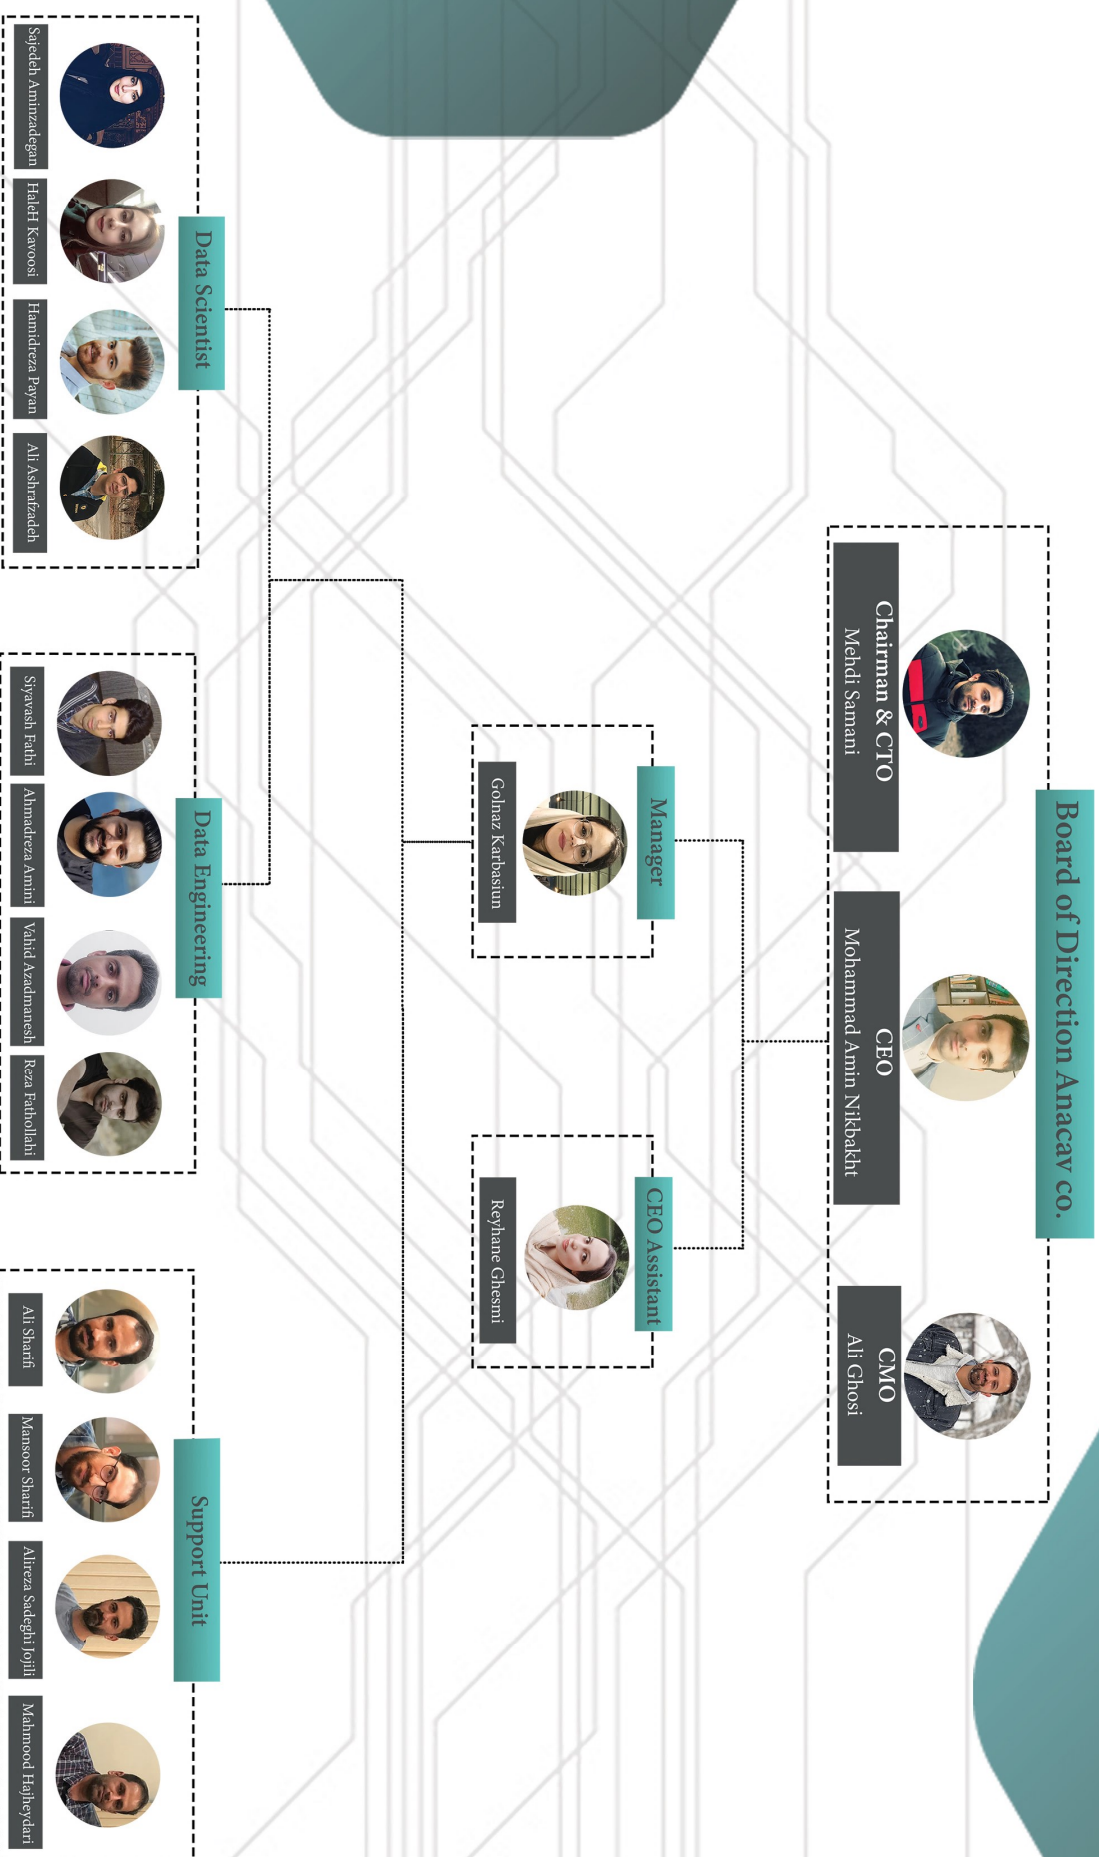 Board of Direction Anacav co.
Chairman & CTO
Mehdi Samani
CEO
Mohammad Amin Nikbakht
CMO
Ali Ghosi
Manager
Golnaz Karbasiun
CEO Assistant
Reyhane Ghesmi
Data Scientist
Sajedeh Aminzadegan
HaleH Kavoosi
Hamidreza Payan
Ali Ashrafzadeh
Data Engineering
Siyavash Fathi
Ahmadreza Amini
Vahid Azadmanesh
Reza Fathollahi
Support Unit
Ali Sharifi
Mansoor Sharifi
Alireza Sadeghi Jojili
Mahmood Hajheydari